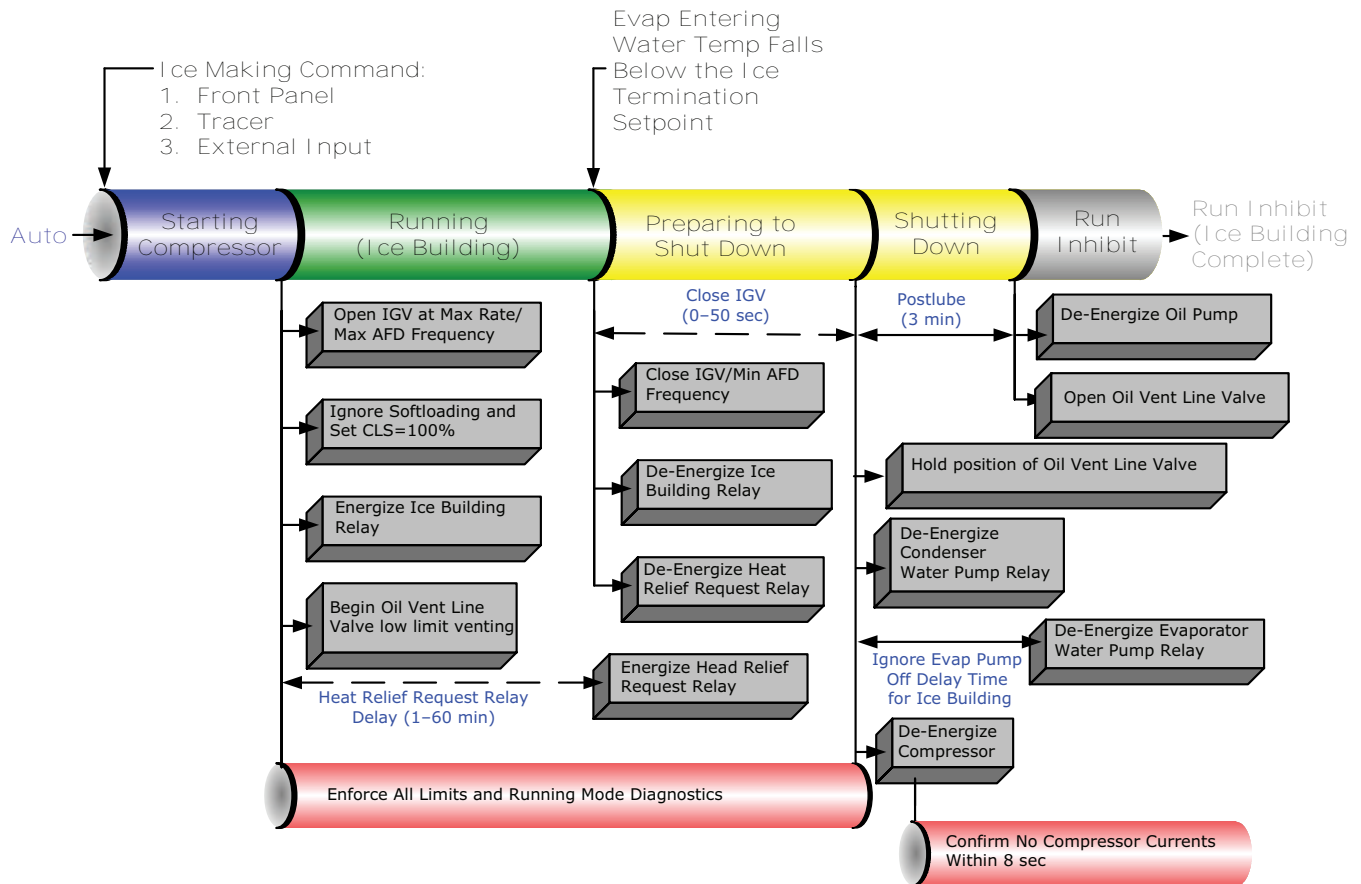 Evap Entering
Water Temp Falls
Below the Ice
Termination
Setpoint
Ice Making Command:
1. Front Panel
2. Tracer
3. External Input
Auto
Starting
Compressor
Running
(Ice Building)
Preparing to
Shut Down
Shutting
Down
Run
Inhibit
Run Inhibit
(Ice Building
Complete)
Close IGV
(0–50 sec)
Postlube
(3 min)
Open IGV at Max Rate/
Max AFD Frequency
De-Energize Oil Pump
Close IGV/Min AFD
Frequency
Open Oil Vent Line Valve
Ignore Softloading and
Set CLS=100%
De-Energize Ice
Building Relay
Hold position of Oil Vent Line Valve
Energize Ice Building
Relay
De-Energize
Condenser
Water Pump Relay
De-Energize Heat
Relief Request Relay
Begin Oil Vent Line
Valve low limit venting
De-Energize Evaporator
Water Pump Relay
Ignore Evap Pump
Off Delay Time
for Ice Building
Energize Head Relief
Request Relay
Heat Relief Request Relay
Delay (1–60 min)
De-Energize
Compressor
Enforce All Limits and Running Mode Diagnostics
Confirm No Compressor Currents
Within 8 sec